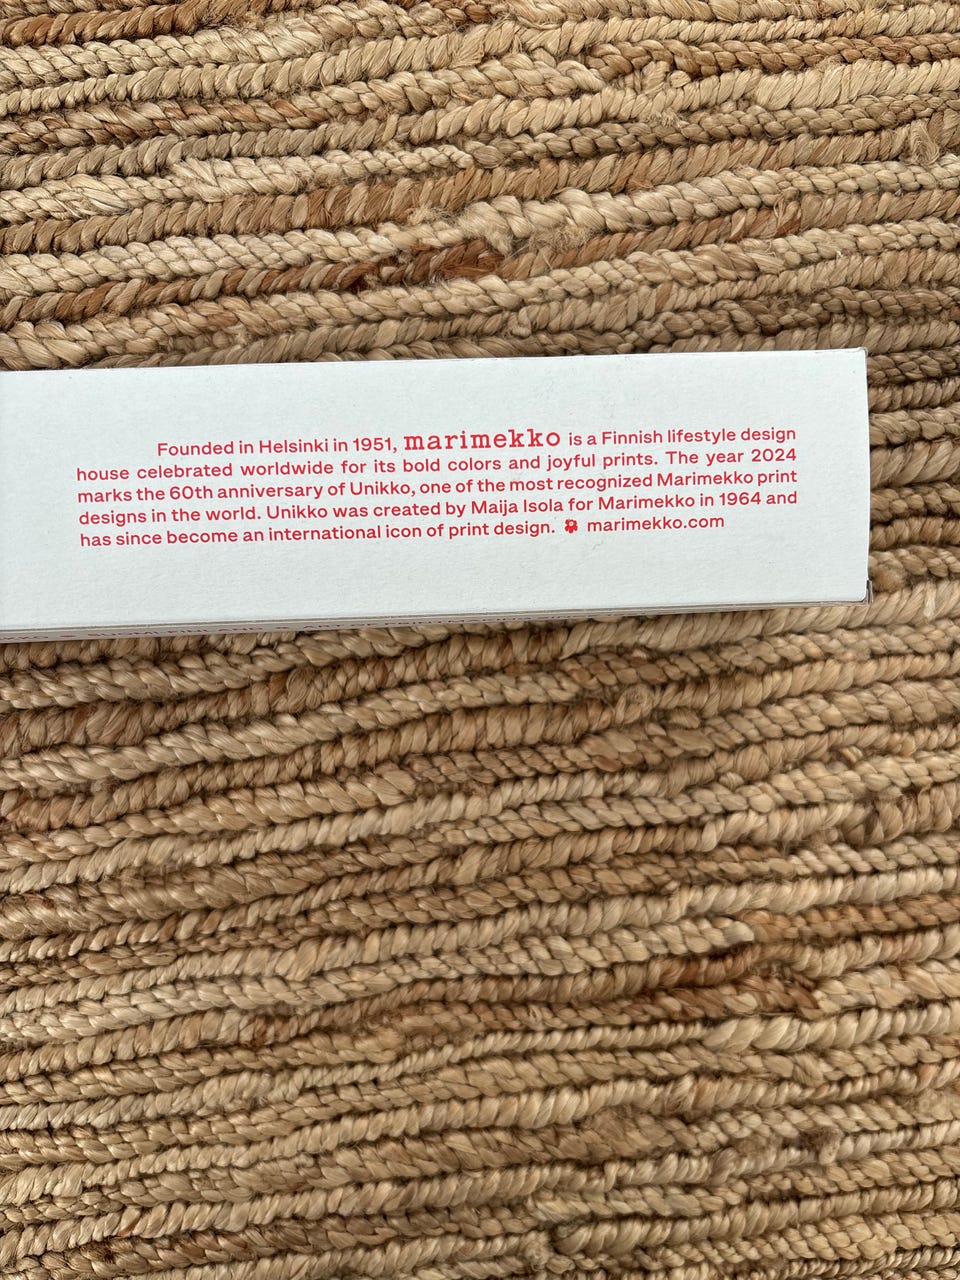 Founded in Helsinki in 1951, marimekko is a Finnish lifestyle design
house celebrated worldwide for its bold colors and joyful prints. The year 2024
marks the 60th anniversary of Unikko, one of the most recognized Marimekko print
designs in the world. Unikko was created by Maija Isola for Marimekko in 1964 and
has since become an international icon of print design. marimekko.com